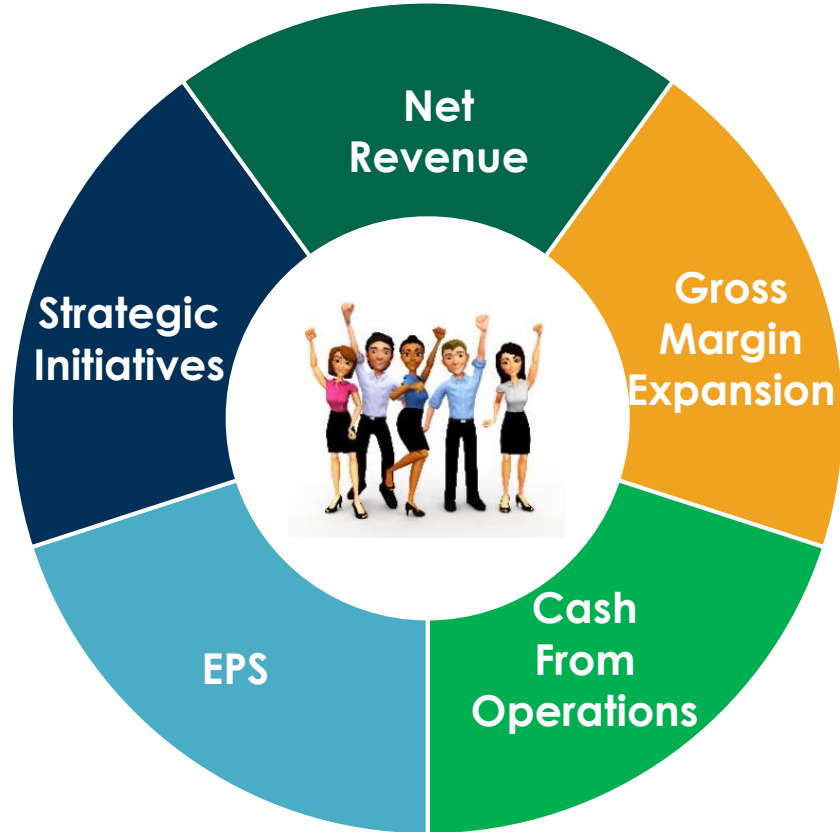 Net
Revenue
Gross
Margin
Expansion
Cash
From
Operations
EPS
Strategic
Initiatives